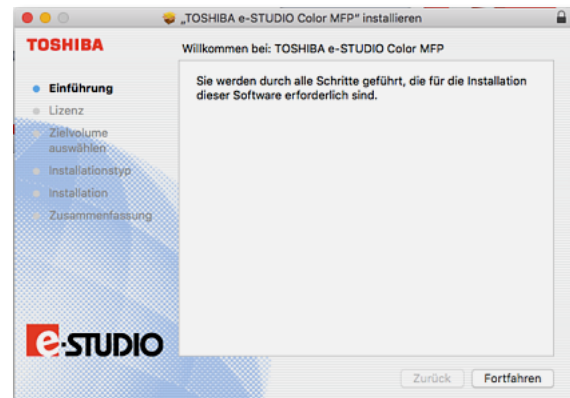 „TOSHIBA e-STUDIO Color MFP“ installieren
TOSHIBA
Willkommen bei: TOSHIBA e-STUDIO Color MFP
Einführung
Lizenz
Zielvolume
auswählen
Installationstyp
Installation
Zusammenfassung
Sie werden durch alle Schritte geführt, die für die Installation
dieser Software erforderlich sind.
e-STUDIO
Zurück
Fortfahren